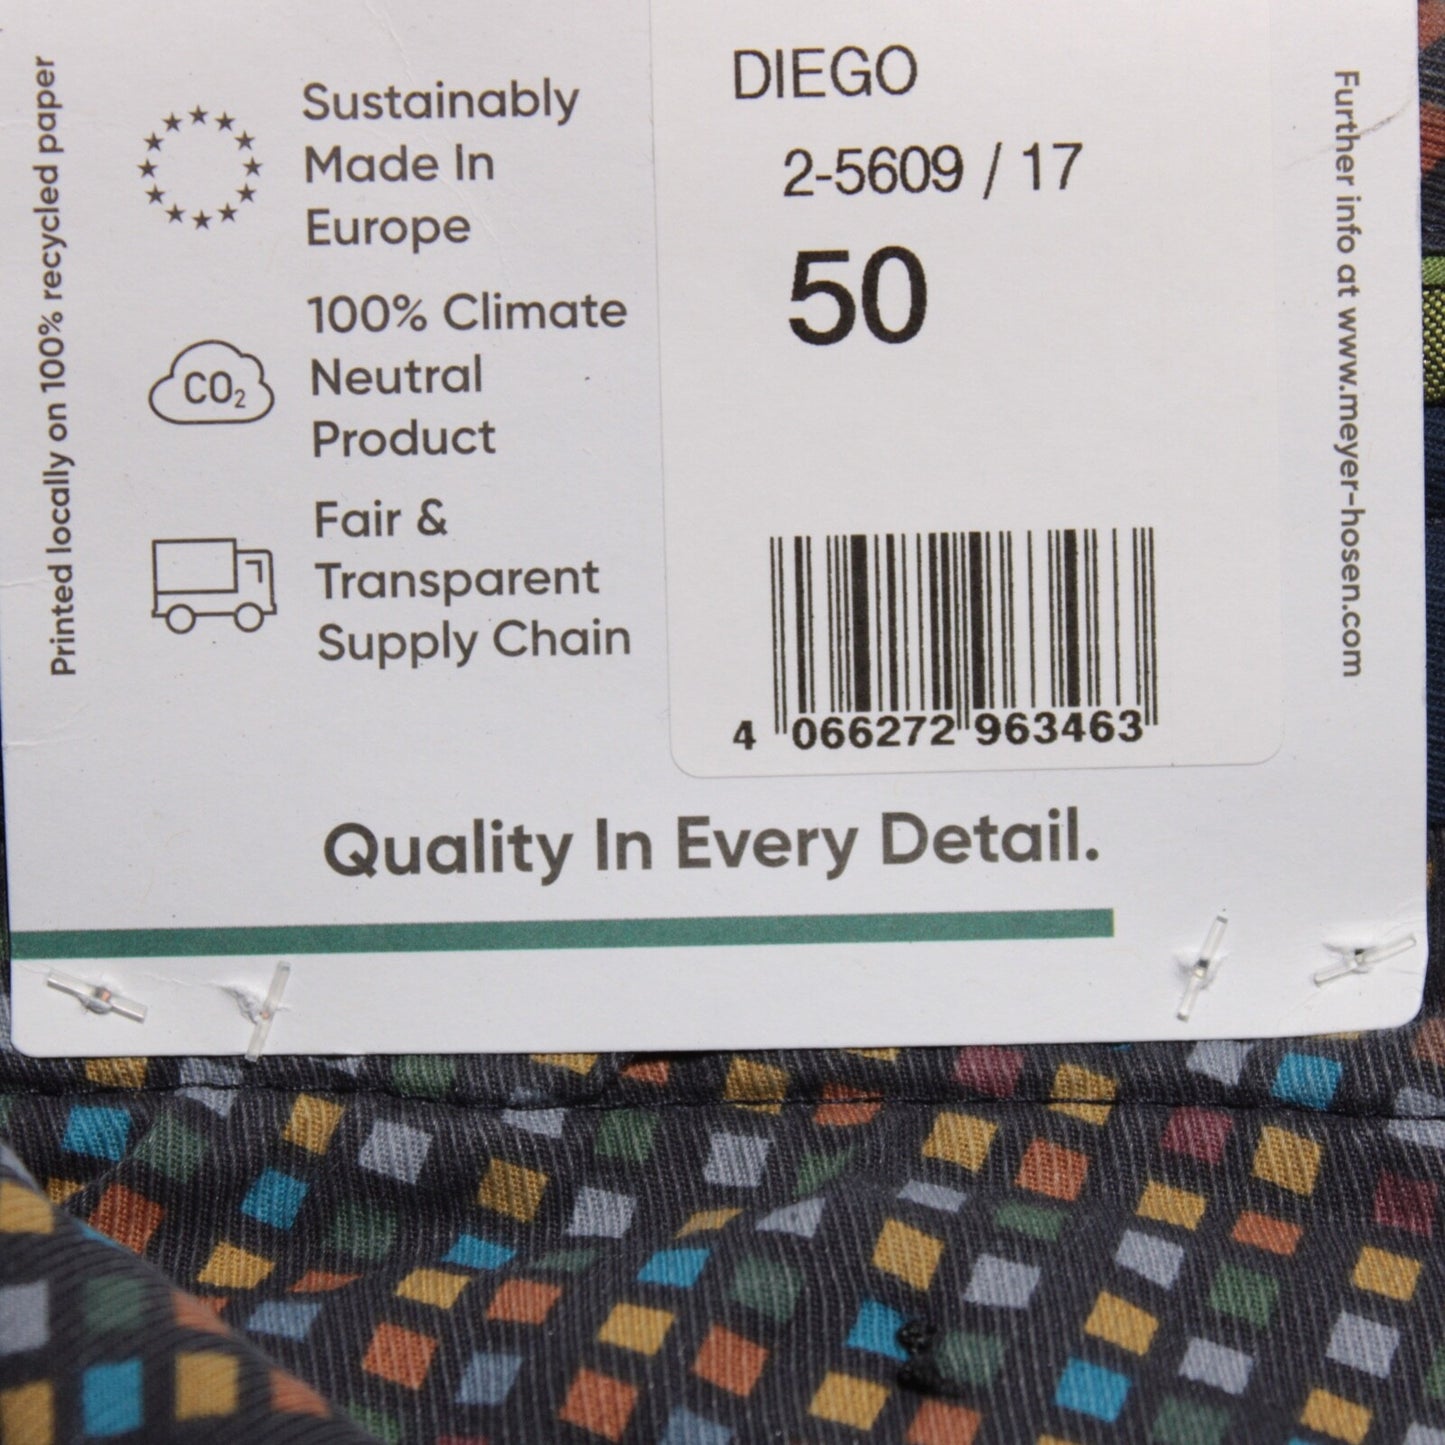 Printed locally on 100% recycled paper
Sustainably
Made In
Europe
CO₂
100% Climate
Neutral
Product
Fair &
Transparent
Supply Chain
DIEGO
2-5609 / 17
50
4 066272 963463
Further info at www.meyer-hosen.com
Quality In Every Detail.